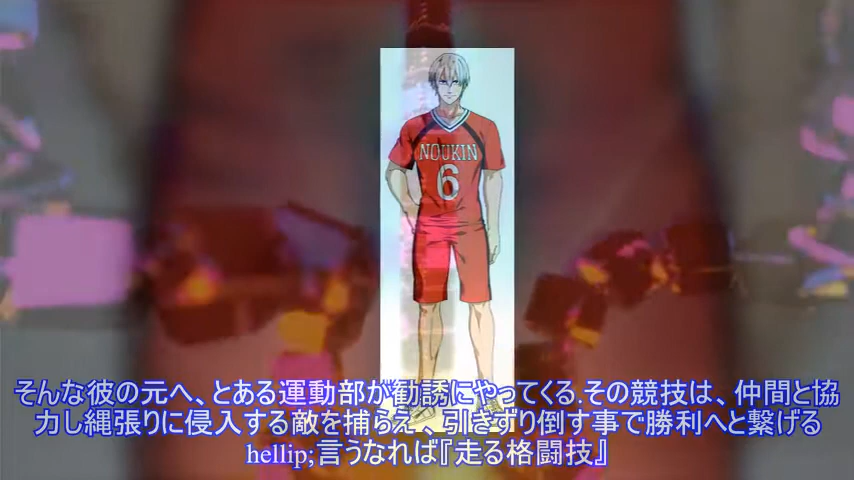 NOUKIN
6
そんな彼の元へ、とある運動部が勧誘にやってくる.その競技は、仲間と協
力し縄張りに侵入する敵を捕らえ、引きずり倒す事で勝利へと繋げる
hellip;言うなれば『走る格闘技』